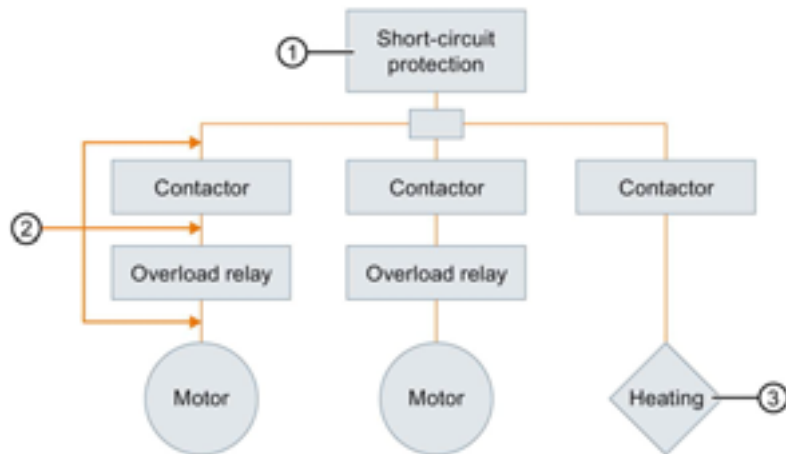 1
Short-circuit
protection
Contactor
Contactor
Contactor
2
Overload relay
Overload relay
Motor
Motor
Heating
3